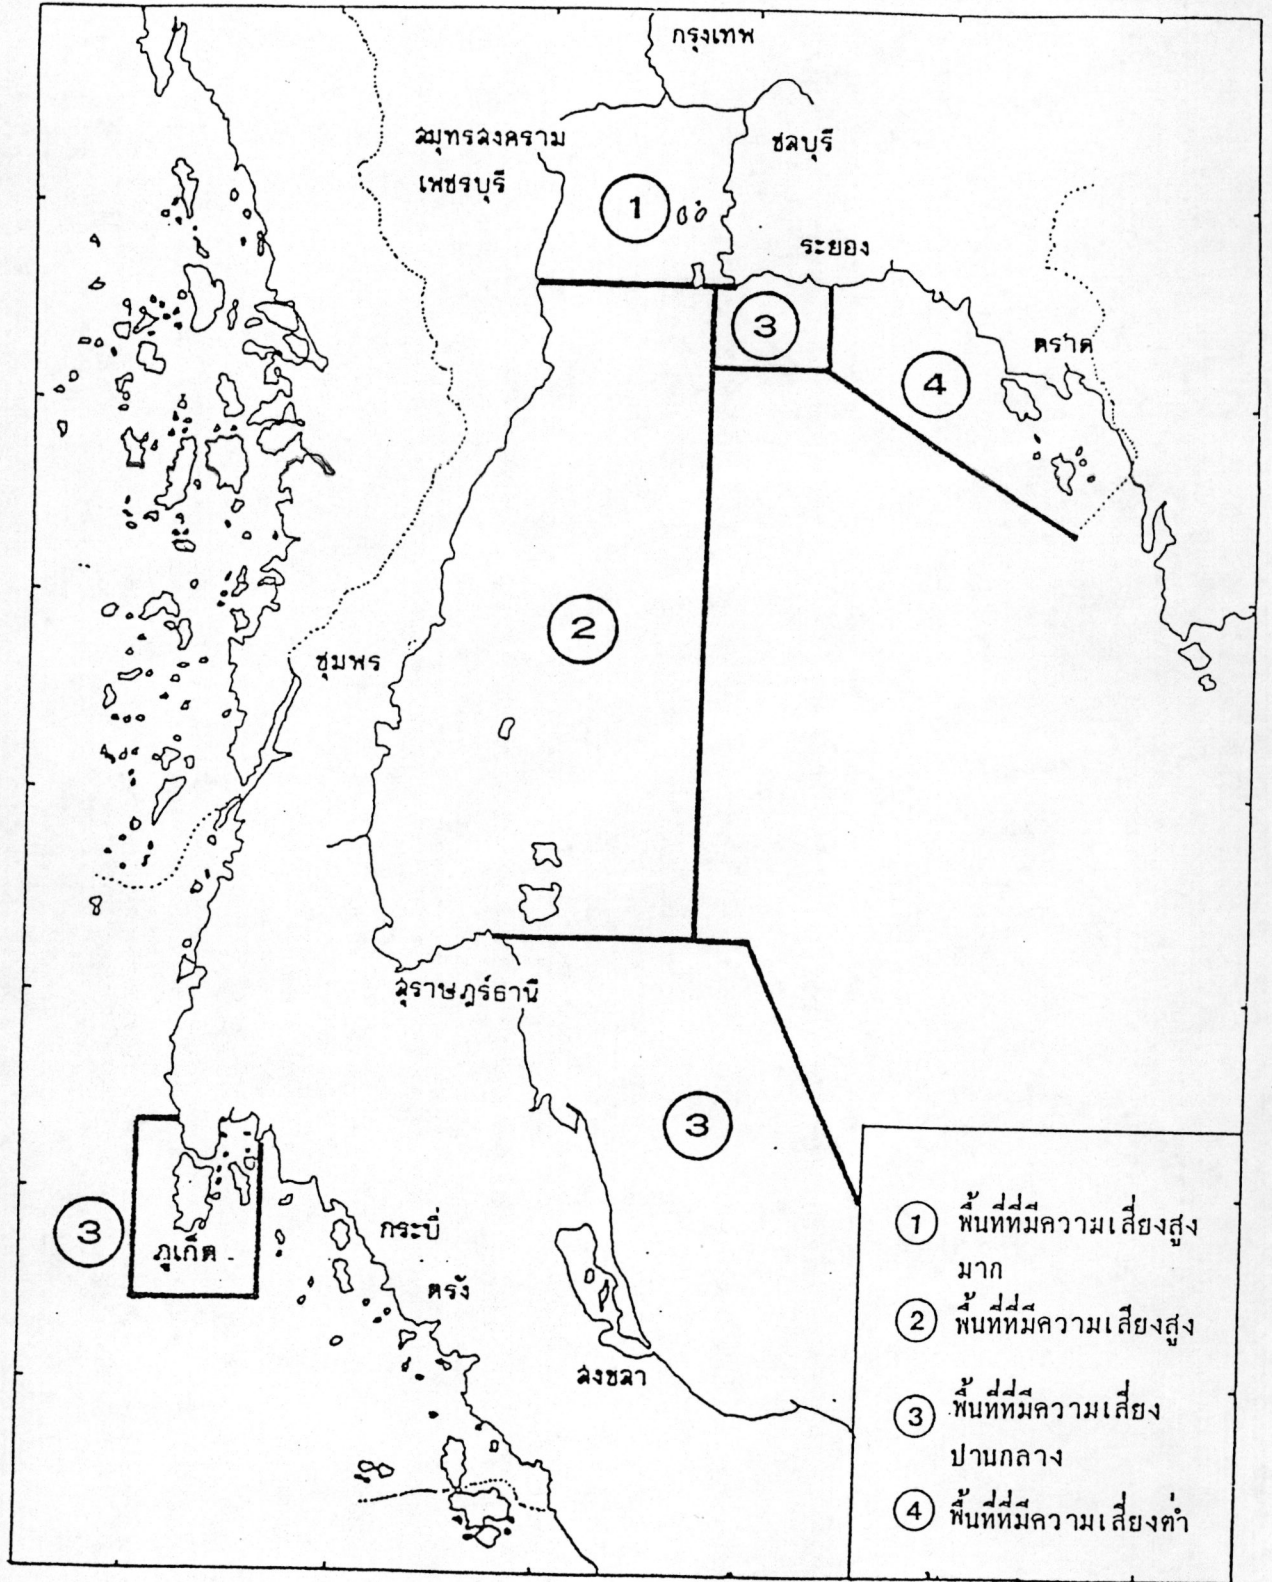 กรุงเทพ
สมุทรสงคราม
ชลบุรี
เพชรบุรี
1
ระยอง
3
ตราด
4
2
ชุมพร
สุราษฎร์ธานี
3
3
ภูเก็ต
กระบี่
ตรัง
สงขลา
1 พื้นที่ที่มีความเสี่ยงสูง
มาก
2 พื้นที่ที่มีความเสี่ยงสูง
3 พื้นที่ที่มีความเสี่ยง
ปานกลาง
4 พื้นที่ที่มีความเสี่ยงต่ำ